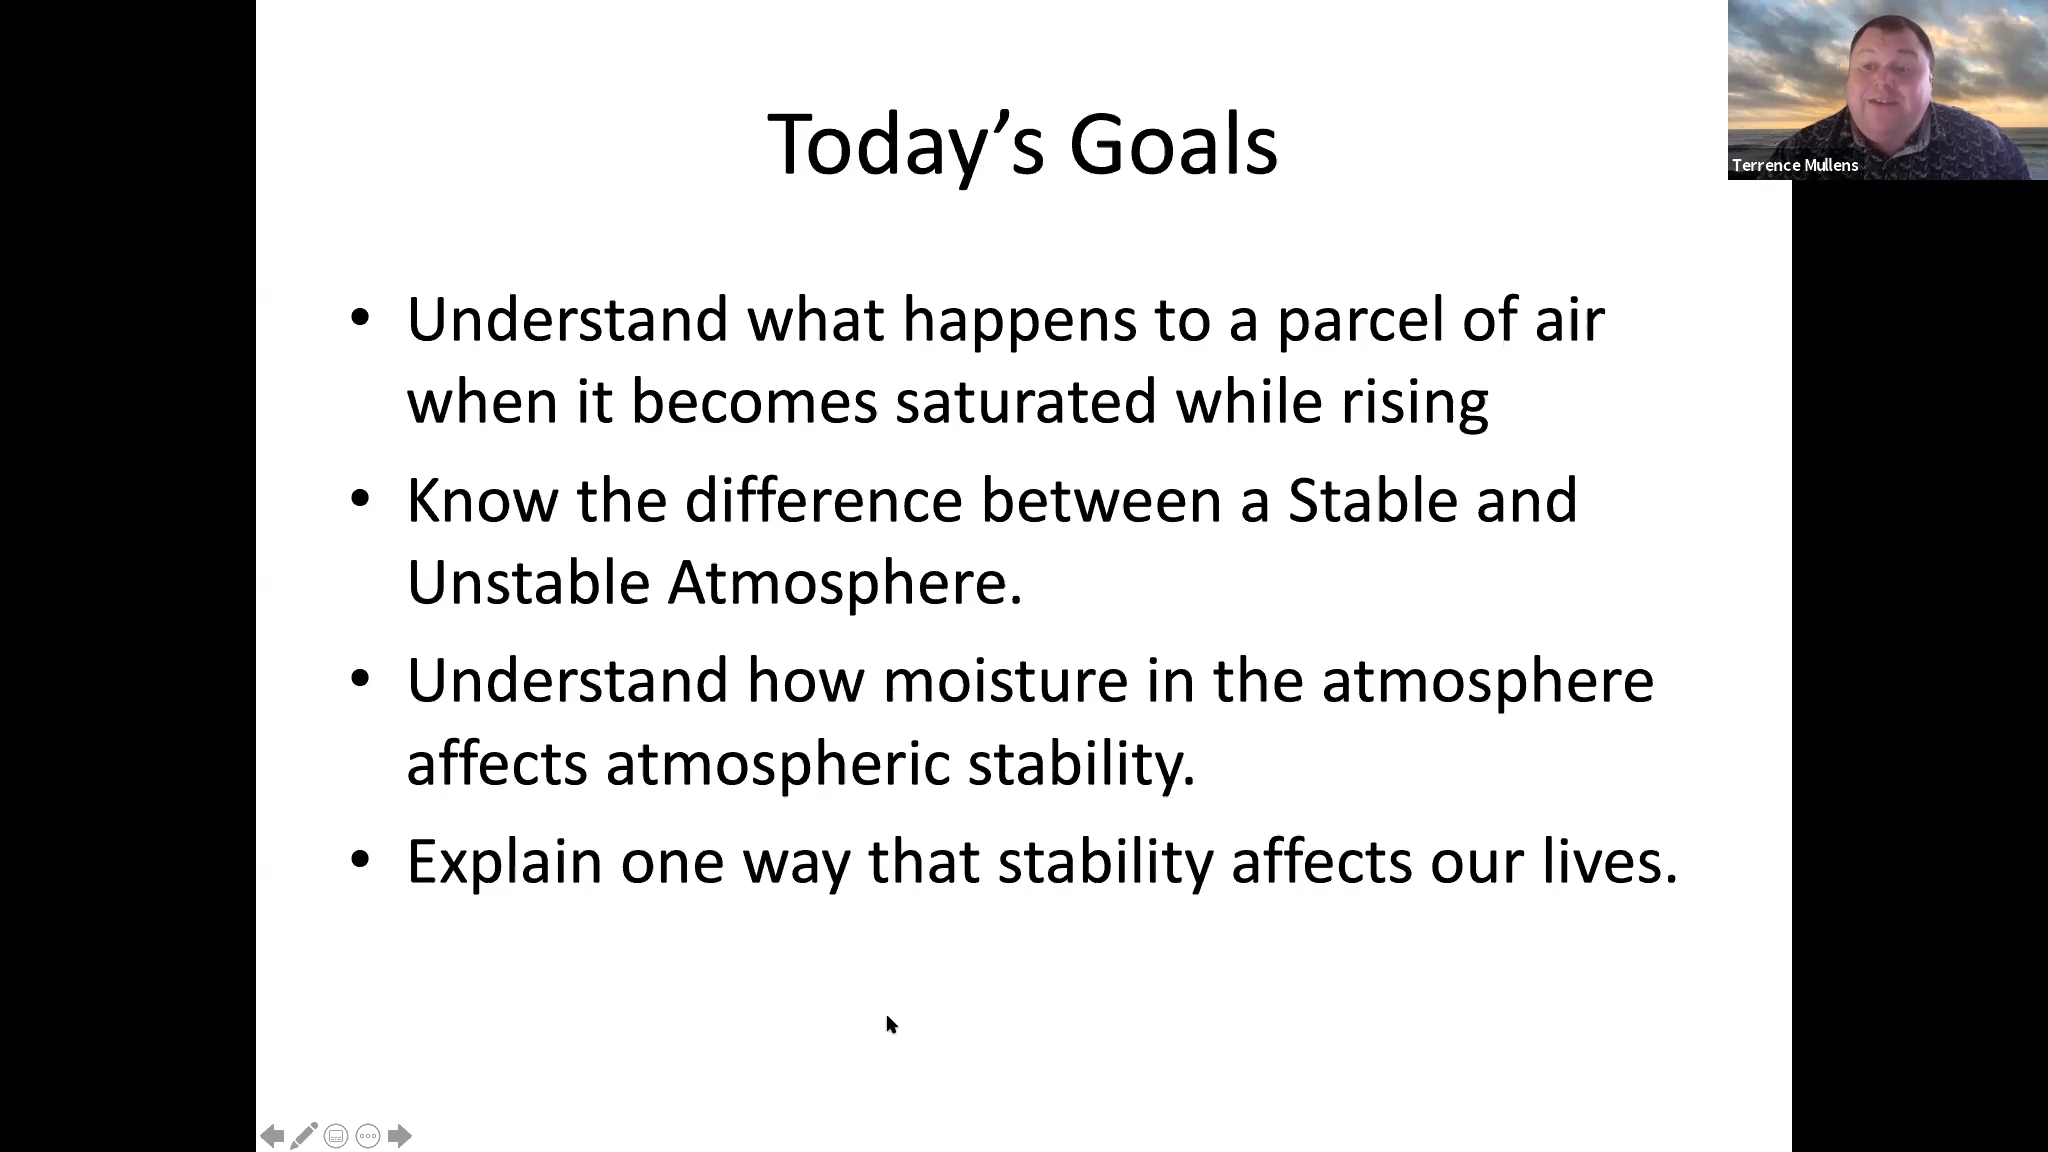 Today’s Goals
Terrence Mullens
• Understand what happens to a parcel of air
when it becomes saturated while rising
• Know the difference between a Stable and
Unstable Atmosphere.
• Understand how moisture in the atmosphere
affects atmospheric stability.
• Explain one way that stability affects our lives.